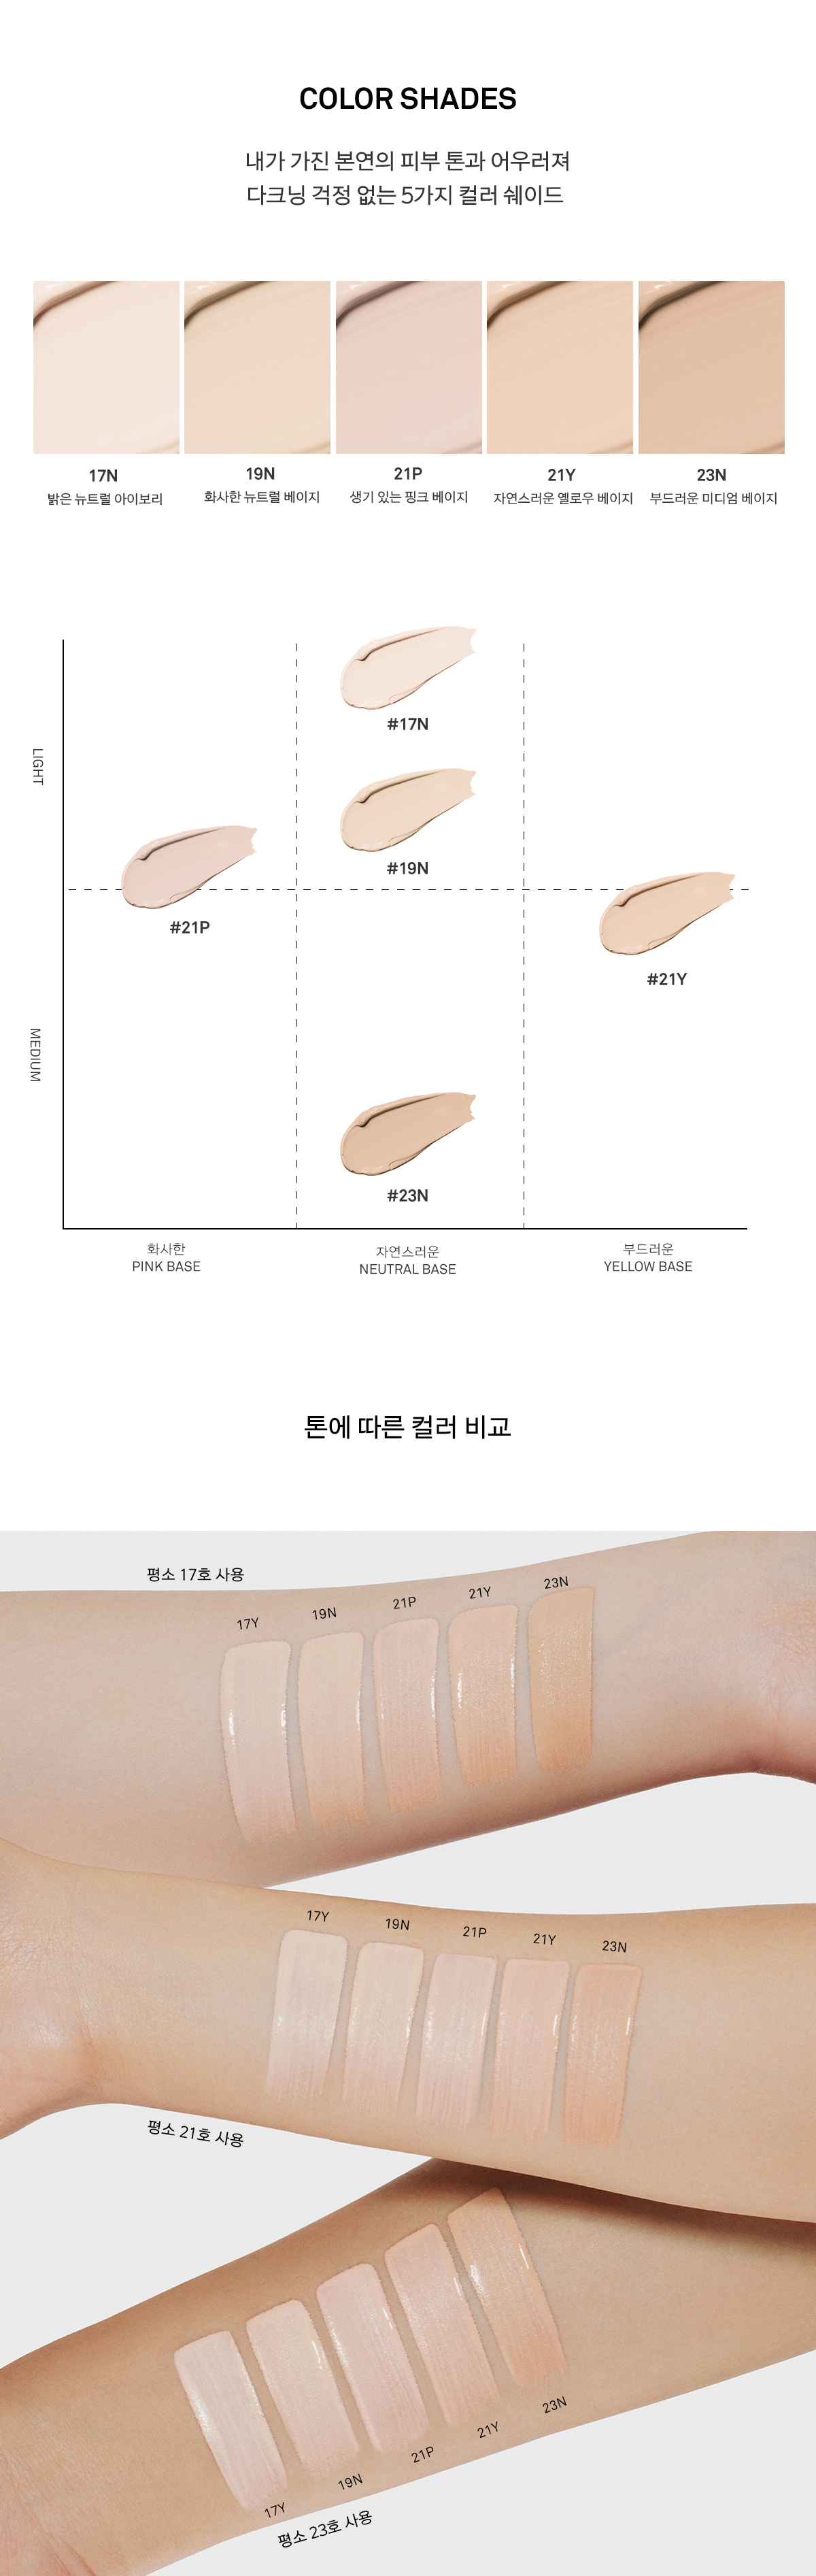 COLOR SHADES
내가 가진 본연의 피부 톤과 어우러져
다크닝 걱정 없는 5가지 컬러 쉐이드
17N
밝은 뉴트럴 아이보리
19N
화사한 뉴트럴 베이지
21P
생기 있는 핑크 베이지
21Y
자연스러운 옐로우 베이지
23N
부드러운 미디엄 베이지
LIGHT
MEDIUM
#17N
#19N
#21P
#21Y
#23N
화사한
PINK BASE
자연스러운
NEUTRAL BASE
부드러운
YELLOW BASE
톤에 따른 컬러 비교
평소 17호 사용
17Y
19N
21P
21Y
23N
17Y
19N
21P
21Y
23N
평소 21호 사용
17Y
19N
21P
21Y
23N
평소 23호 사용